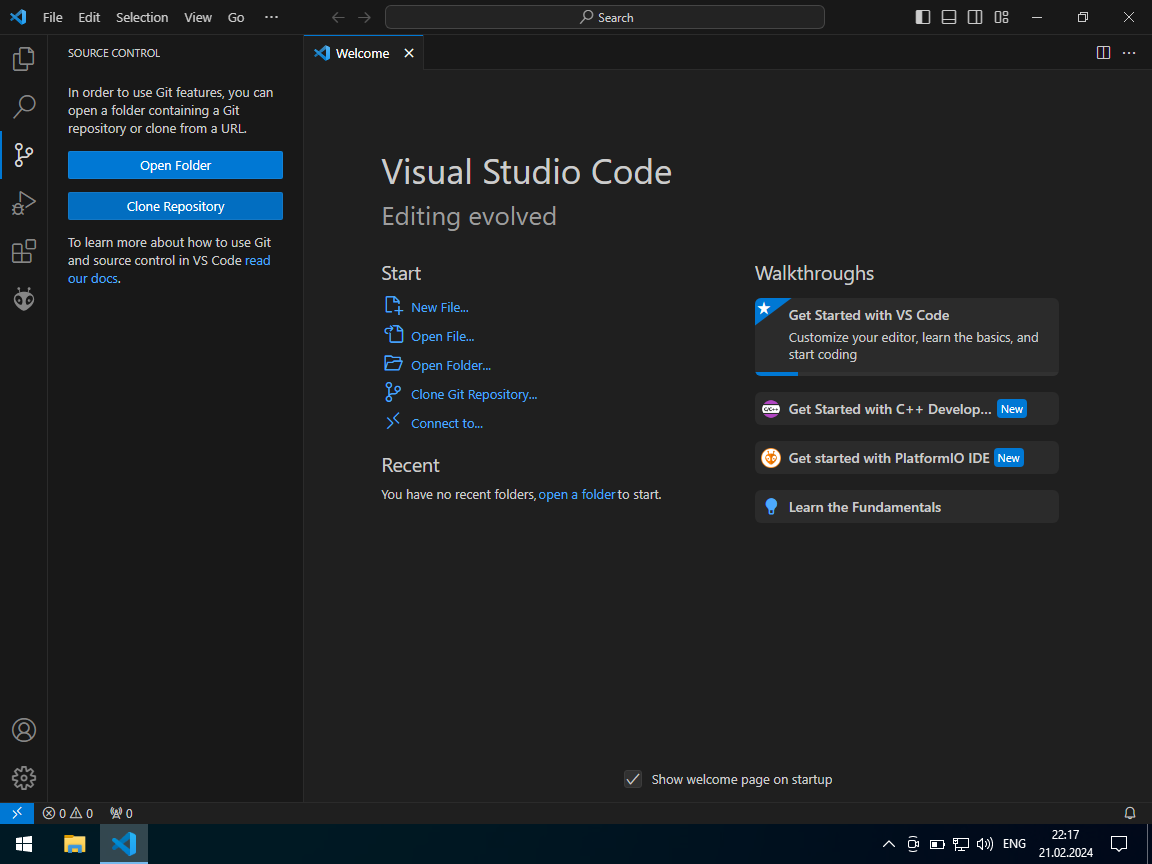 File Edit Selection View Go ···
Search
SOURCE CONTROL
Welcome
In order to use Git features, you can
open a folder containing a Git
repository or clone from a URL.
Open Folder
Clone Repository
To learn more about how to use Git
and source control in VS Code read
our docs.
Visual Studio Code
Editing evolved
Start
New File...
Open File...
Open Folder...
Clone Git Repository...
Connect to...
Recent
You have no recent folders, open a folder to start.
Walkthroughs
Get Started with VS Code
Customize your editor, learn the basics, and
start coding
C/C++ Get Started with C++ Develop... New
Get started with PlatformIO IDE New
Learn the Fundamentals
Show welcome page on startup
0 0 0
ENG
22:17
21.02.2024